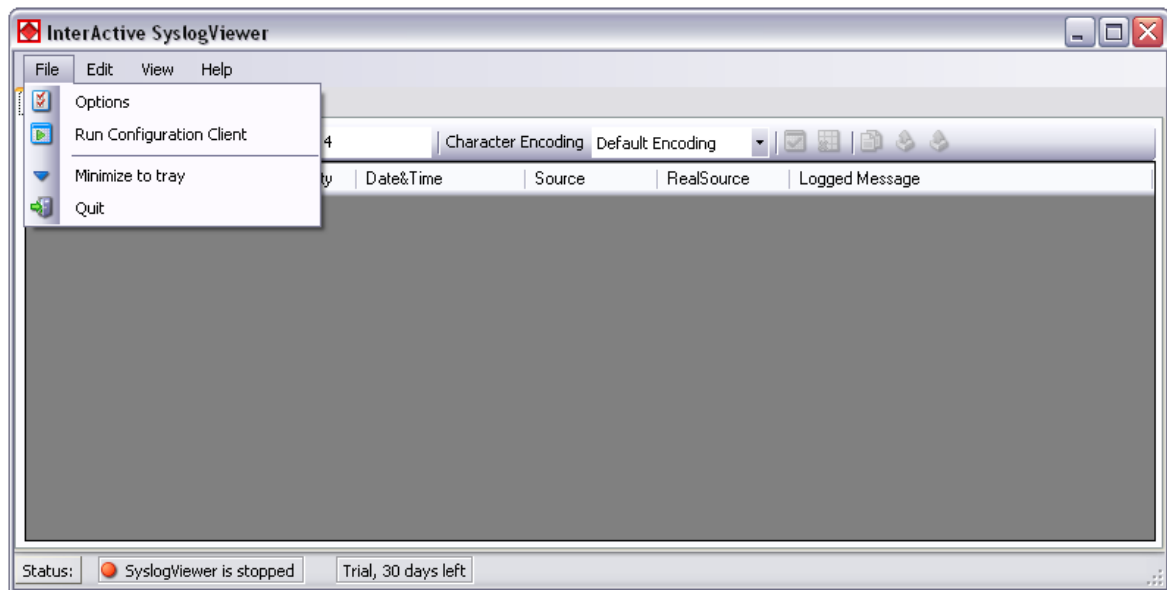 InterActive SyslogViewer
File Edit View Help
Options
Run Configuration Client
Minimize to tray
Quit
4 Character Encoding Default Encoding
ty Date&Time Source RealSource Logged Message
Status: SyslogViewer is stopped Trial, 30 days left